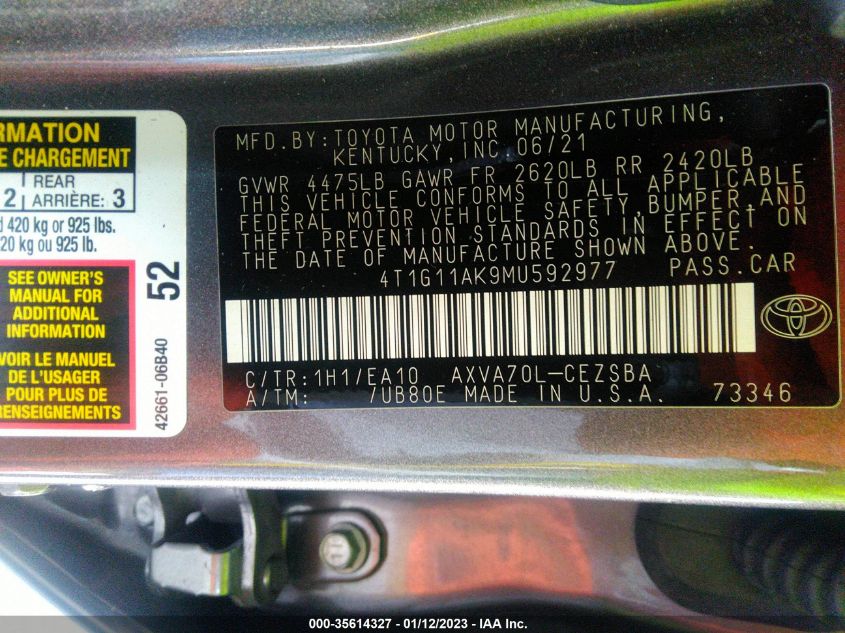 RMATION
E CHARGEMENT
2 REAR ARRIÈRE: 3
d 420 kg or 925 lbs.
20 kg ou 925 lb.
SEE OWNER'S
MANUAL FOR
ADDITIONAL
INFORMATION
VOIR LE MANUEL
DE L'USAGER
POUR PLUS DE
RENSEIGNEMENTS
52
42661-06B40
MFD.BY:TOYOTA MOTOR MANUFACTURING,
KENTUCKY,INC 06/21
GVWR 4475LB GAWR FR 2620LB RR 2420LB
THIS VEHICLE CONFORMS TO ALL APPLICABLE
FEDERAL MOTOR VEHICLE SAFETY,BUMPER,AND
THEFT PREVENTION STANDARDS IN EFFECT ON
THE DATE OF MANUFACTURE SHOWN ABOVE.
4T1G11AK9MU592977 PASS.CAR
C/TR:1H1/EA10 AXVA70L-CEZSBA
A/TM: /UB80E MADE IN U.S.A. 73346
000-35614327 - 01/12/2023 - IAA Inc.